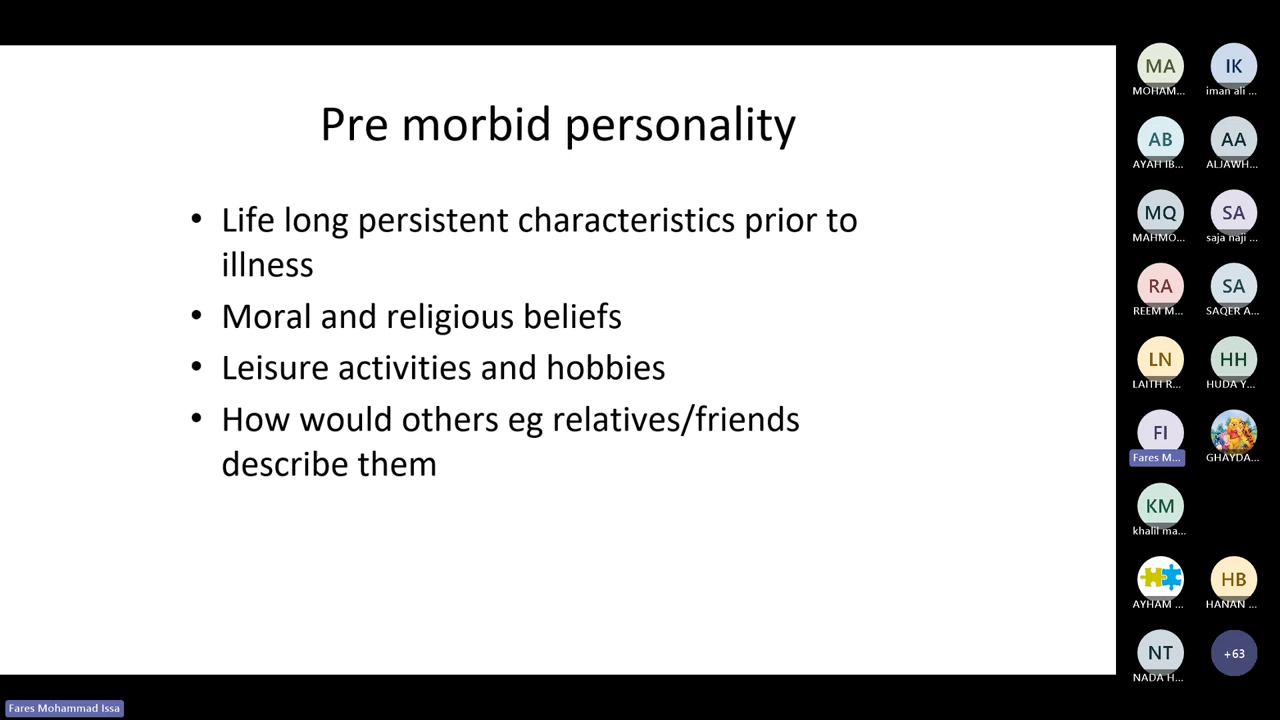 Pre morbid personality
• Life long persistent characteristics prior to
illness
• Moral and religious beliefs
• Leisure activities and hobbies
• How would others eg relatives/friends
describe them
MA
MOHAM...
IK
iman ali ...
AB
AYAH IB...
AA
ALJAWH...
MQ
MAHMO...
SA
saja naji ...
RA
REEM M...
SA
SAQER A...
LN
LAITH R...
HH
HUDA Y...
FI
Fares M...
GHAYDA...
KM
khalil ma...
AYHAM ...
HB
HANAN ...
NT
NADA H...
+63
Fares Mohammad Issa